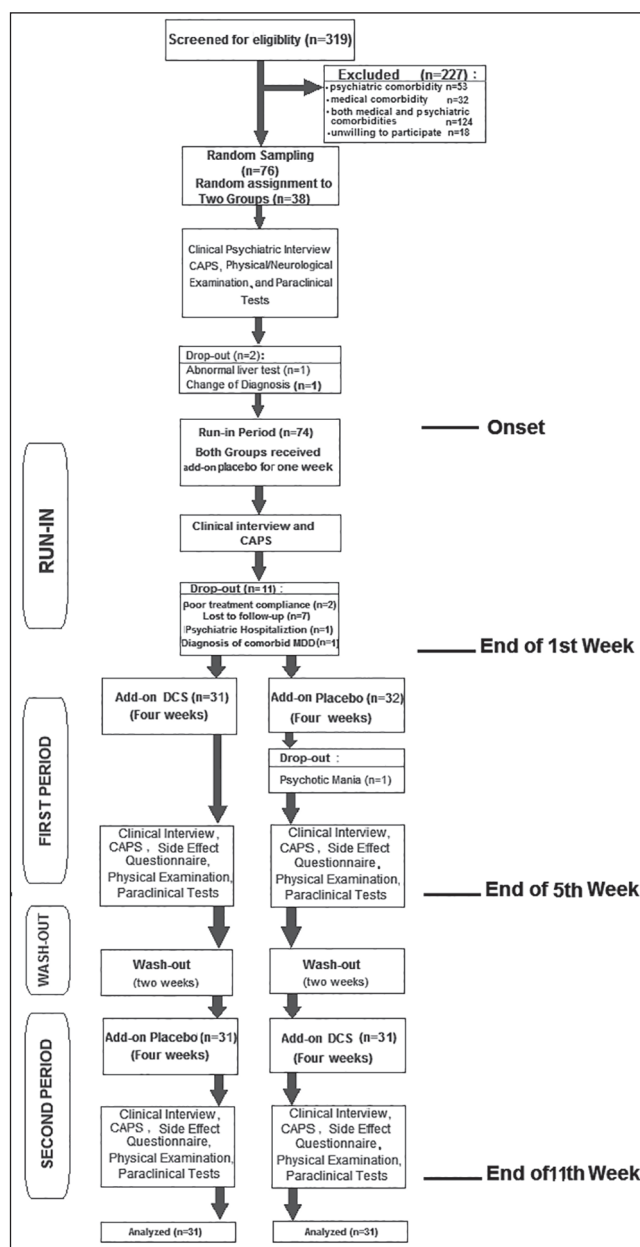 Screened for eligiblity (n=319)
Excluded (n=227) :
• psychiatric comorbidity n=53
• medical comorbidity n=32
• both medical and psychiatric
comorbidities n=124
• unwilling to participate n=18
Random Sampling
(n=76)
Random assignment to
Two Groups (n=38)
Clinical Psychiatric Interview
CAPS, Physical/Neurological
Examination, and Paraclinical
Tests
Drop-out (n=2):
Abnormal liver test (n=1)
Change of Diagnosis (n=1)
Onset
RUN-IN
Run-in Period (n=74)
Both Groups received
add-on placebo for one week
Clinical interview and
CAPS
Drop-out (n=11) :
poor treatment compliance (n=2)
Lost to follow-up (n=7)
Psychiatric Hospitaliztion (n=1)
Diagnosis of comorbid MDD(n=1)
End of 1st Week
FIRST PERIOD
Add-on DCS (n=31)
(Four weeks)
Add-on Placebo (n=32)
(Four weeks)
Drop-out :
Psychotic Mania (n=1)
Clinical Interview,
CAPS, Side Effect
Questionnaire,
Physical Examination,
Paraclinical Tests
Clinical Interview,
CAPS, Side Effect
Questionnaire,
Physical Examination,
Paraclinical Tests
End of 5th Week
WASH-OUT
Wash-out
(two weeks)
Wash-out
(two weeks)
SECOND PERIOD
Add-on Placebo (n=31)
(Four weeks)
Add-on DCS (n=31)
(Four weeks)
Clinical Interview,
CAPS, Side Effect
Questionnaire,
Physical Examination,
Paraclinical Tests
Clinical Interview,
CAPS, Side Effect
Questionnaire,
Physical Examination,
Paraclinical Tests
End of 11th Week
Analyzed (n=31)
Analyzed (n=31)